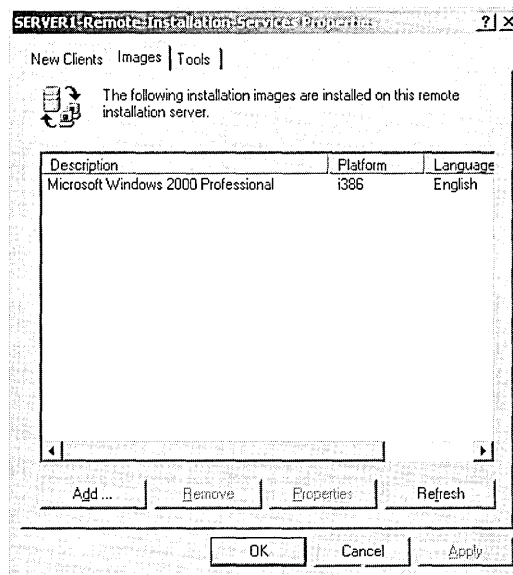 SERVER1-Remote-Installation-Services Properties ? X
New Clients Images Tools
The following installation images are installed on this remote
installation server.
Description Platform Language
Microsoft Windows 2000 Professional i386 English
Add ... Remove Properties Refresh
OK Cancel Apply